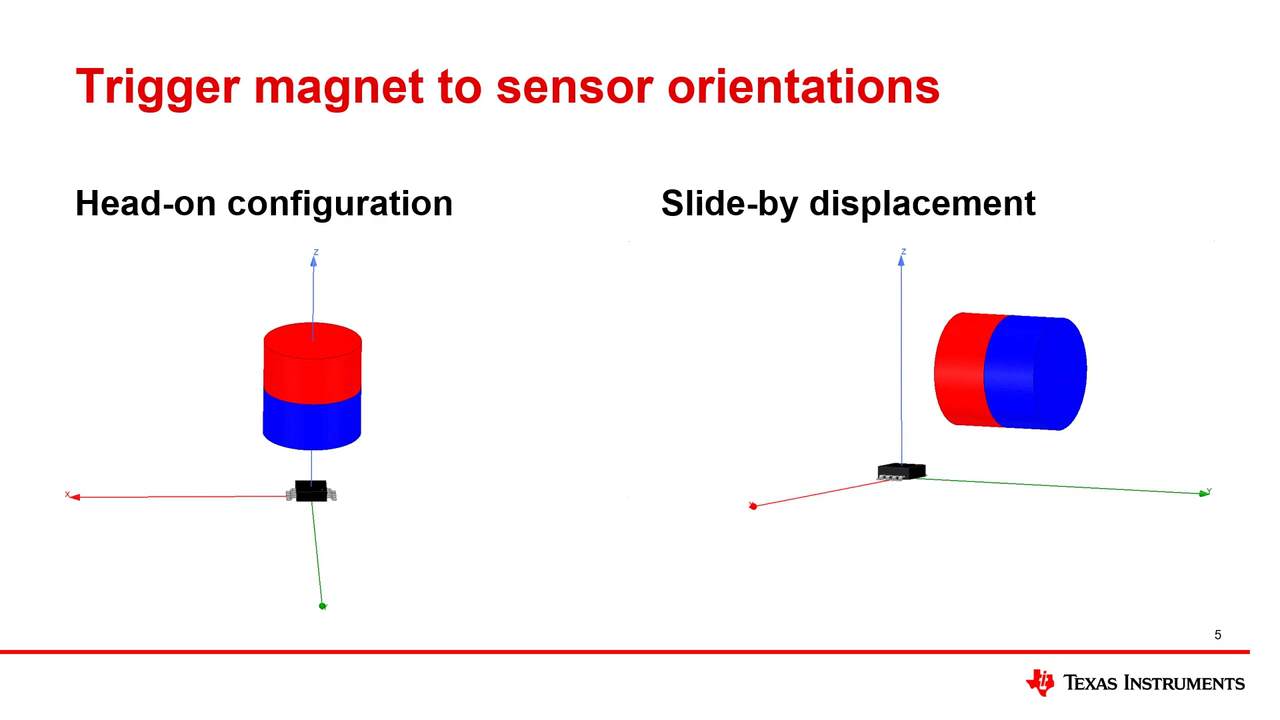 Trigger magnet to sensor orientations
Head-on configuration
Slide-by displacement
Z
X
Z
Y
5
TEXAS INSTRUMENTS